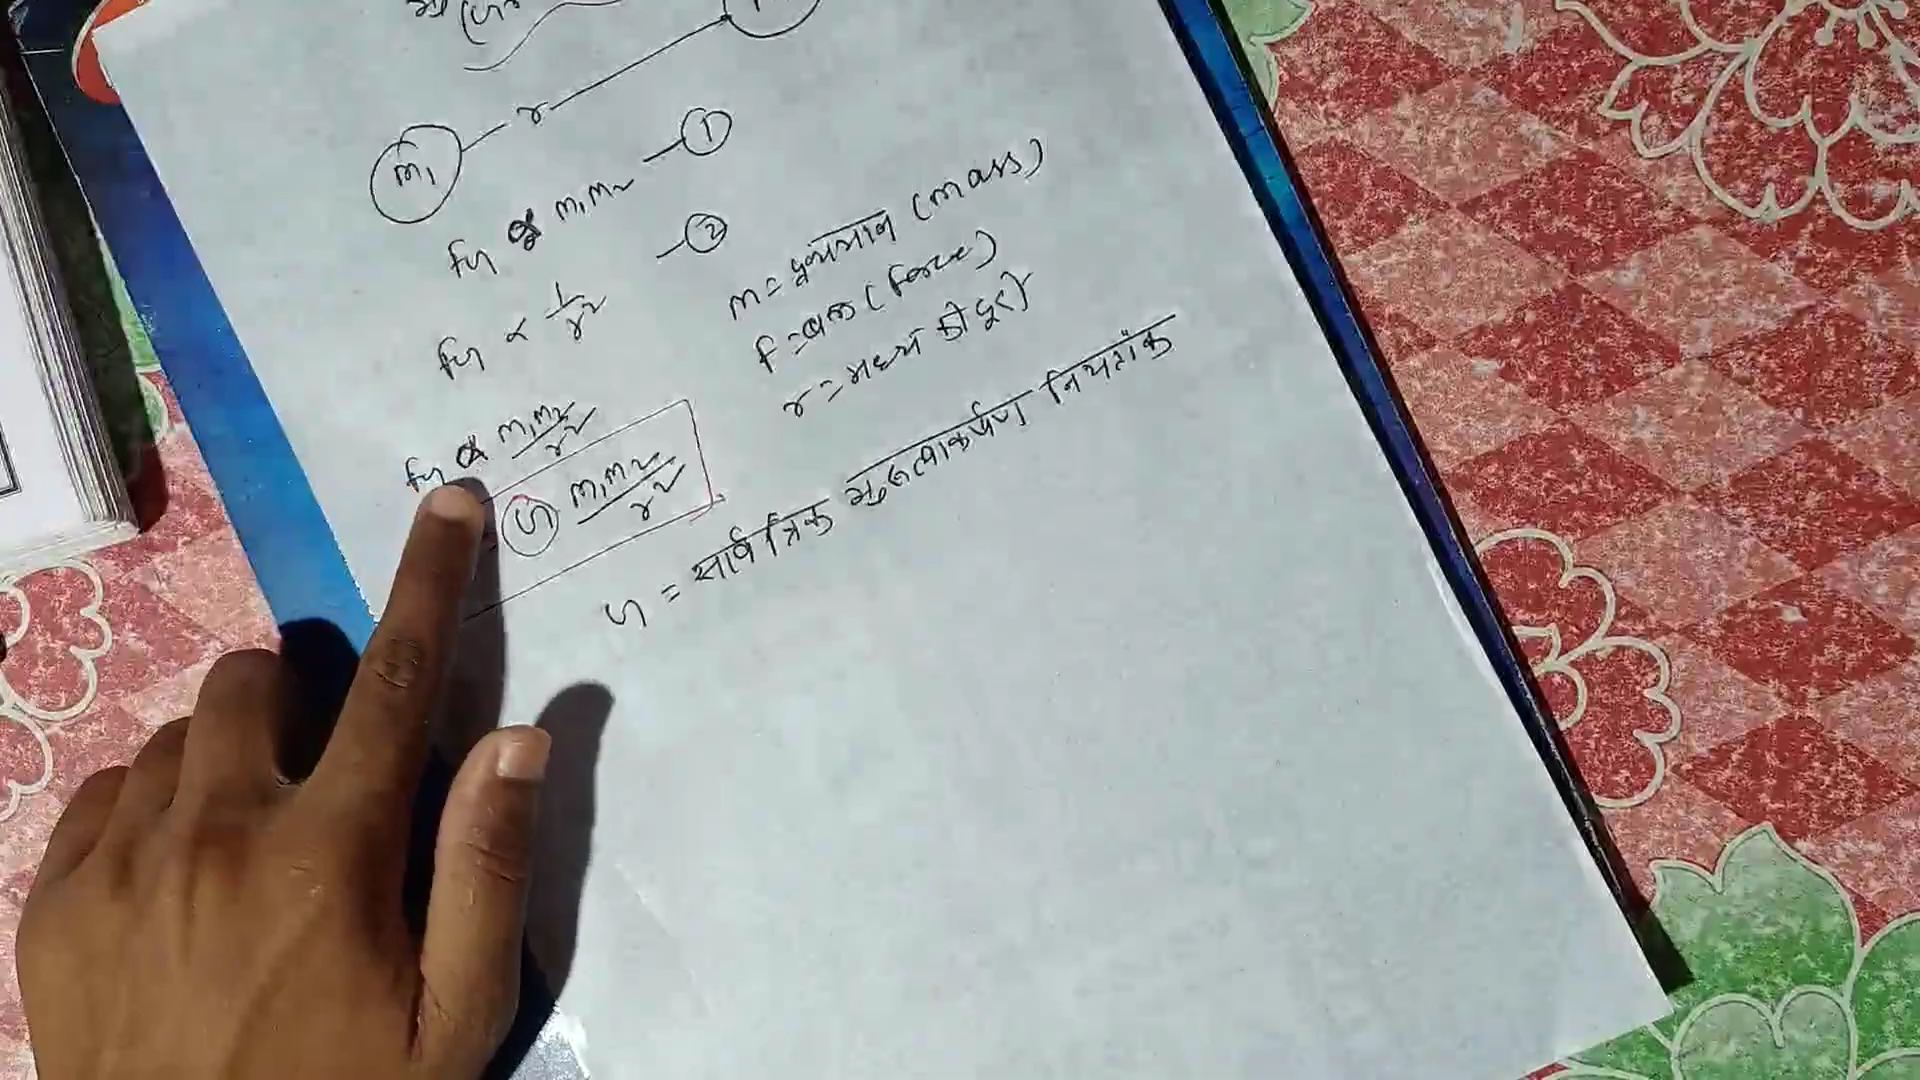 m₁ r
Fg ∝ m₁m₂ — ①
Fg ∝ 1/r² — ②
m = द्रव्यमान (mass)
F = बल (force)
r = मध्य की दूरी
Fg ∝ m₁m₂/r²
G m₁m₂/r²
G = सार्वत्रिक गुरुत्वाकर्षण नियतांक